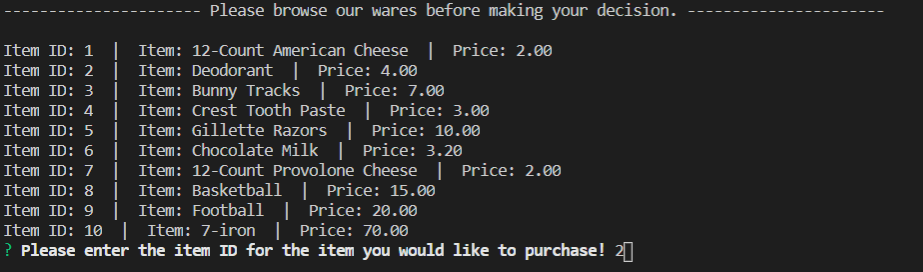 ---------------------- Please browse our wares before making your decision. ----------------------
Item ID: 1 | Item: 12-Count American Cheese | Price: 2.00
Item ID: 2 | Item: Deodorant | Price: 4.00
Item ID: 3 | Item: Bunny Tracks | Price: 7.00
Item ID: 4 | Item: Crest Tooth Paste | Price: 3.00
Item ID: 5 | Item: Gillette Razors | Price: 10.00
Item ID: 6 | Item: Chocolate Milk | Price: 3.20
Item ID: 7 | Item: 12-Count Provolone Cheese | Price: 2.00
Item ID: 8 | Item: Basketball | Price: 15.00
Item ID: 9 | Item: Football | Price: 20.00
Item ID: 10 | Item: 7-iron | Price: 70.00
? Please enter the item ID for the item you would like to purchase! 2